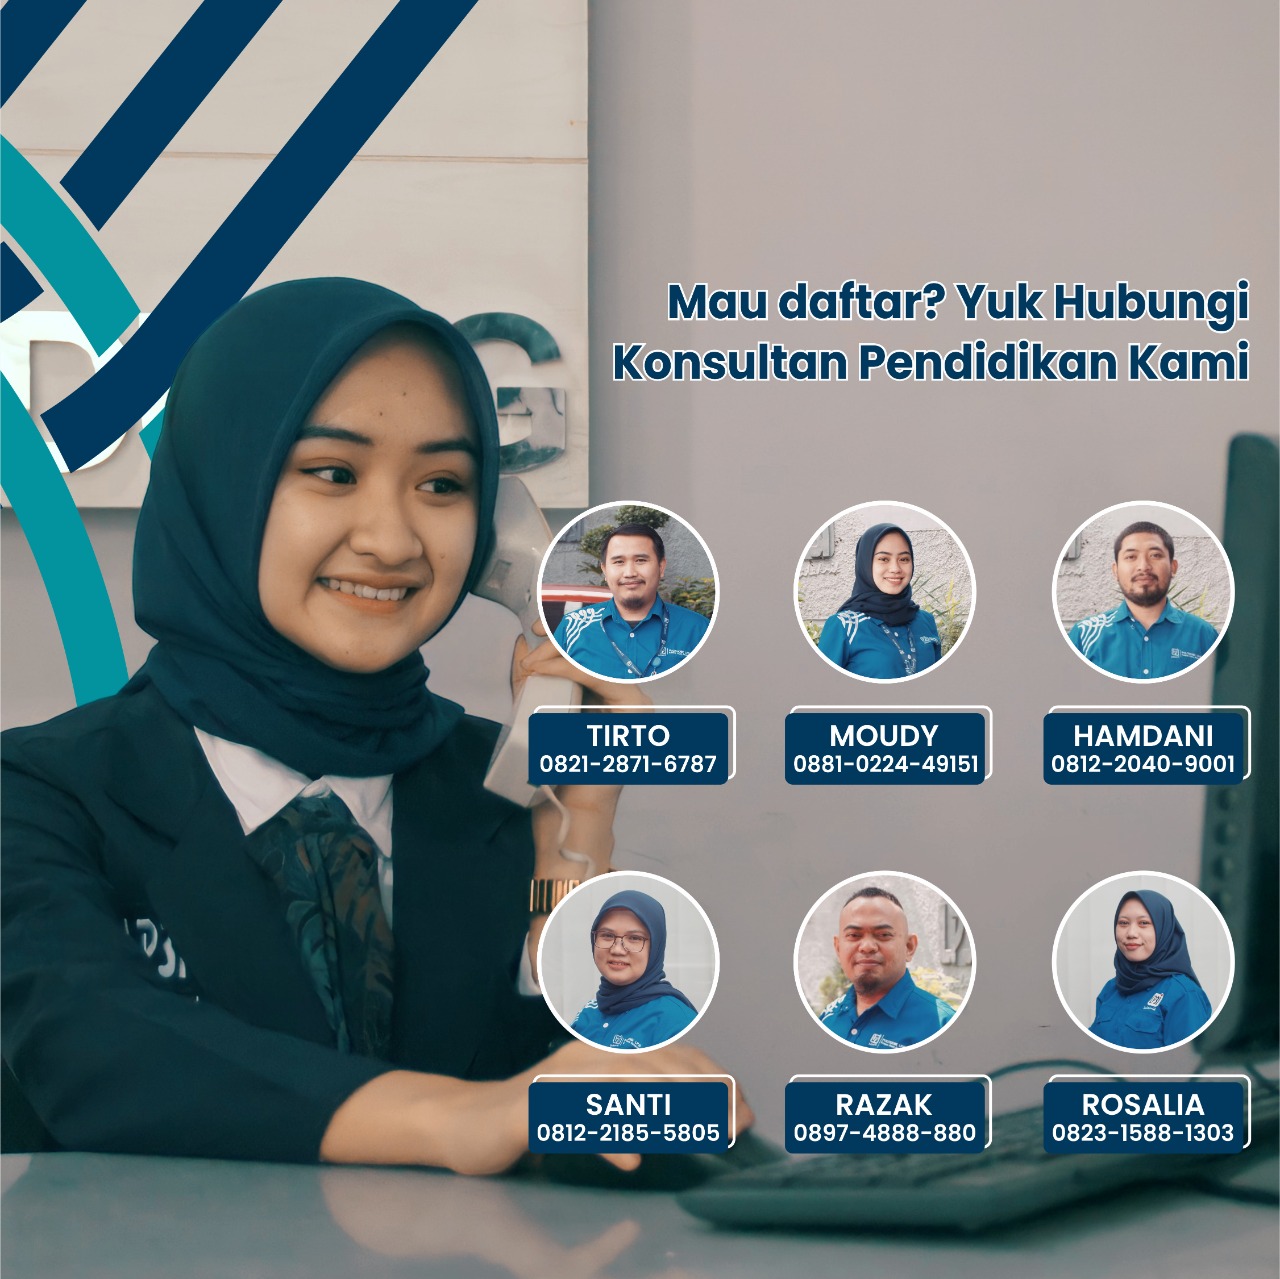 Mau daftar? Yuk Hubungi
Konsultan Pendidikan Kami
TIRTO
0821-2871-6787
MOUDY
0881-0224-49151
HAMDANI
0812-2040-9001
SANTI
0812-2185-5805
RAZAK
0897-4888-880
ROSALIA
0823-1588-1303